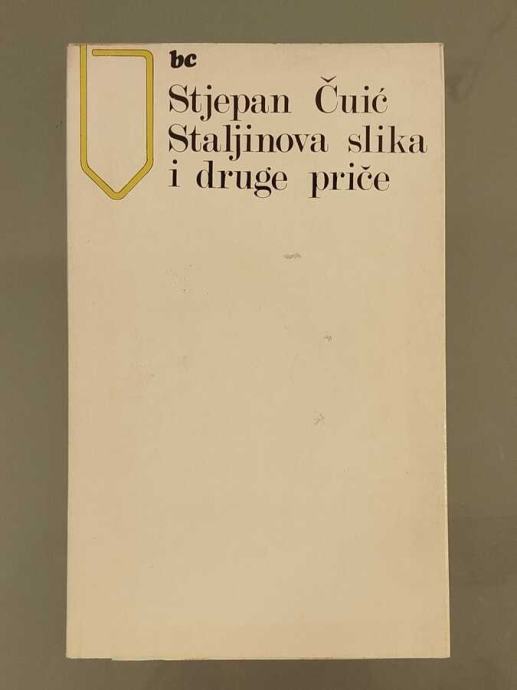 bc
Stjepan Čuić
Staljinova slika
i druge priče